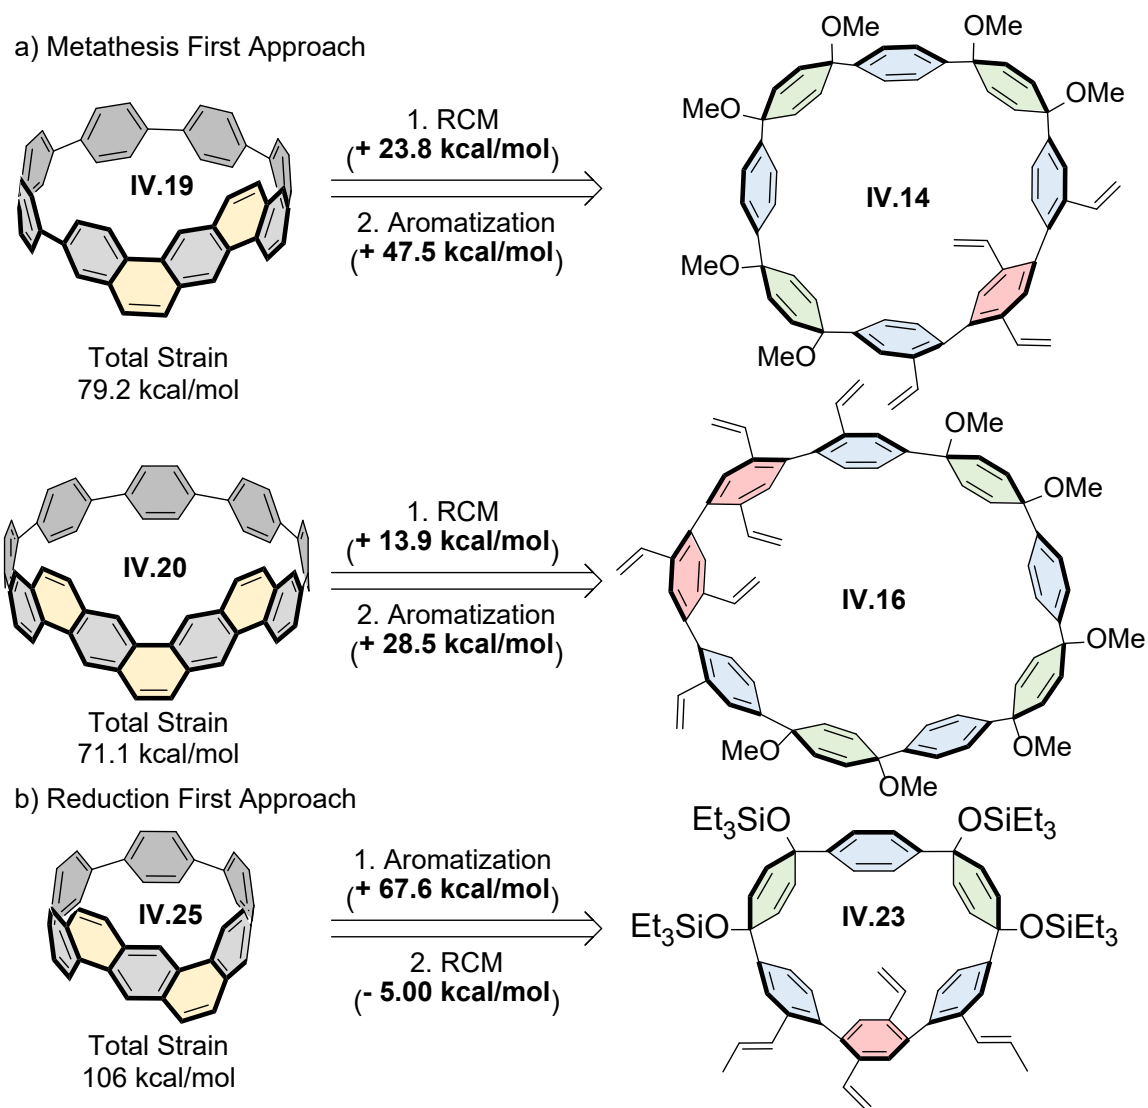 a) Metathesis First Approach
IV.19
Total Strain
79.2 kcal/mol
1. RCM
(+ 23.8 kcal/mol)
2. Aromatization
(+ 47.5 kcal/mol)
OMe
OMe
MeO
OMe
IV.14
MeO
MeO
IV.20
Total Strain
71.1 kcal/mol
1. RCM
(+ 13.9 kcal/mol)
2. Aromatization
(+ 28.5 kcal/mol)
OMe
OMe
IV.16
OMe
MeO
OMe
OMe
b) Reduction First Approach
IV.25
Total Strain
106 kcal/mol
1. Aromatization
(+ 67.6 kcal/mol)
2. RCM
(- 5.00 kcal/mol)
Et3SiO
OSiEt3
IV.23
Et3SiO
OSiEt3